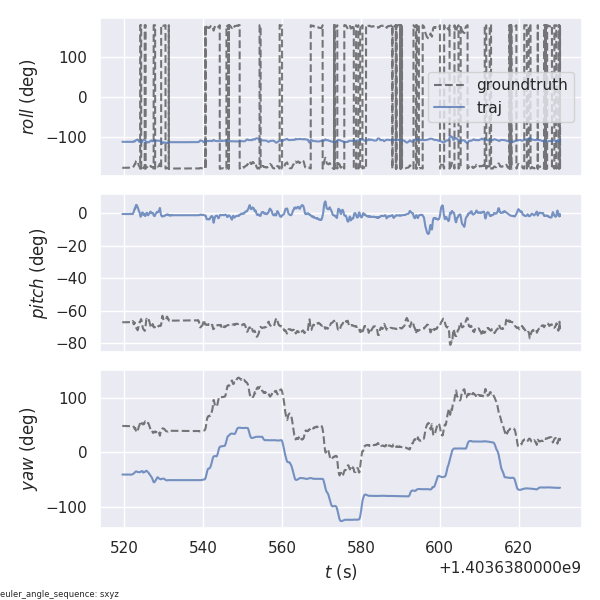 100
0
−100
roll (deg)
groundtruth
traj
0
−20
−40
−60
−80
pitch (deg)
100
0
−100
yaw (deg)
520 540 560 580 600 620
t (s)
+1.4036380000e9
euler_angle_sequence: sxyz